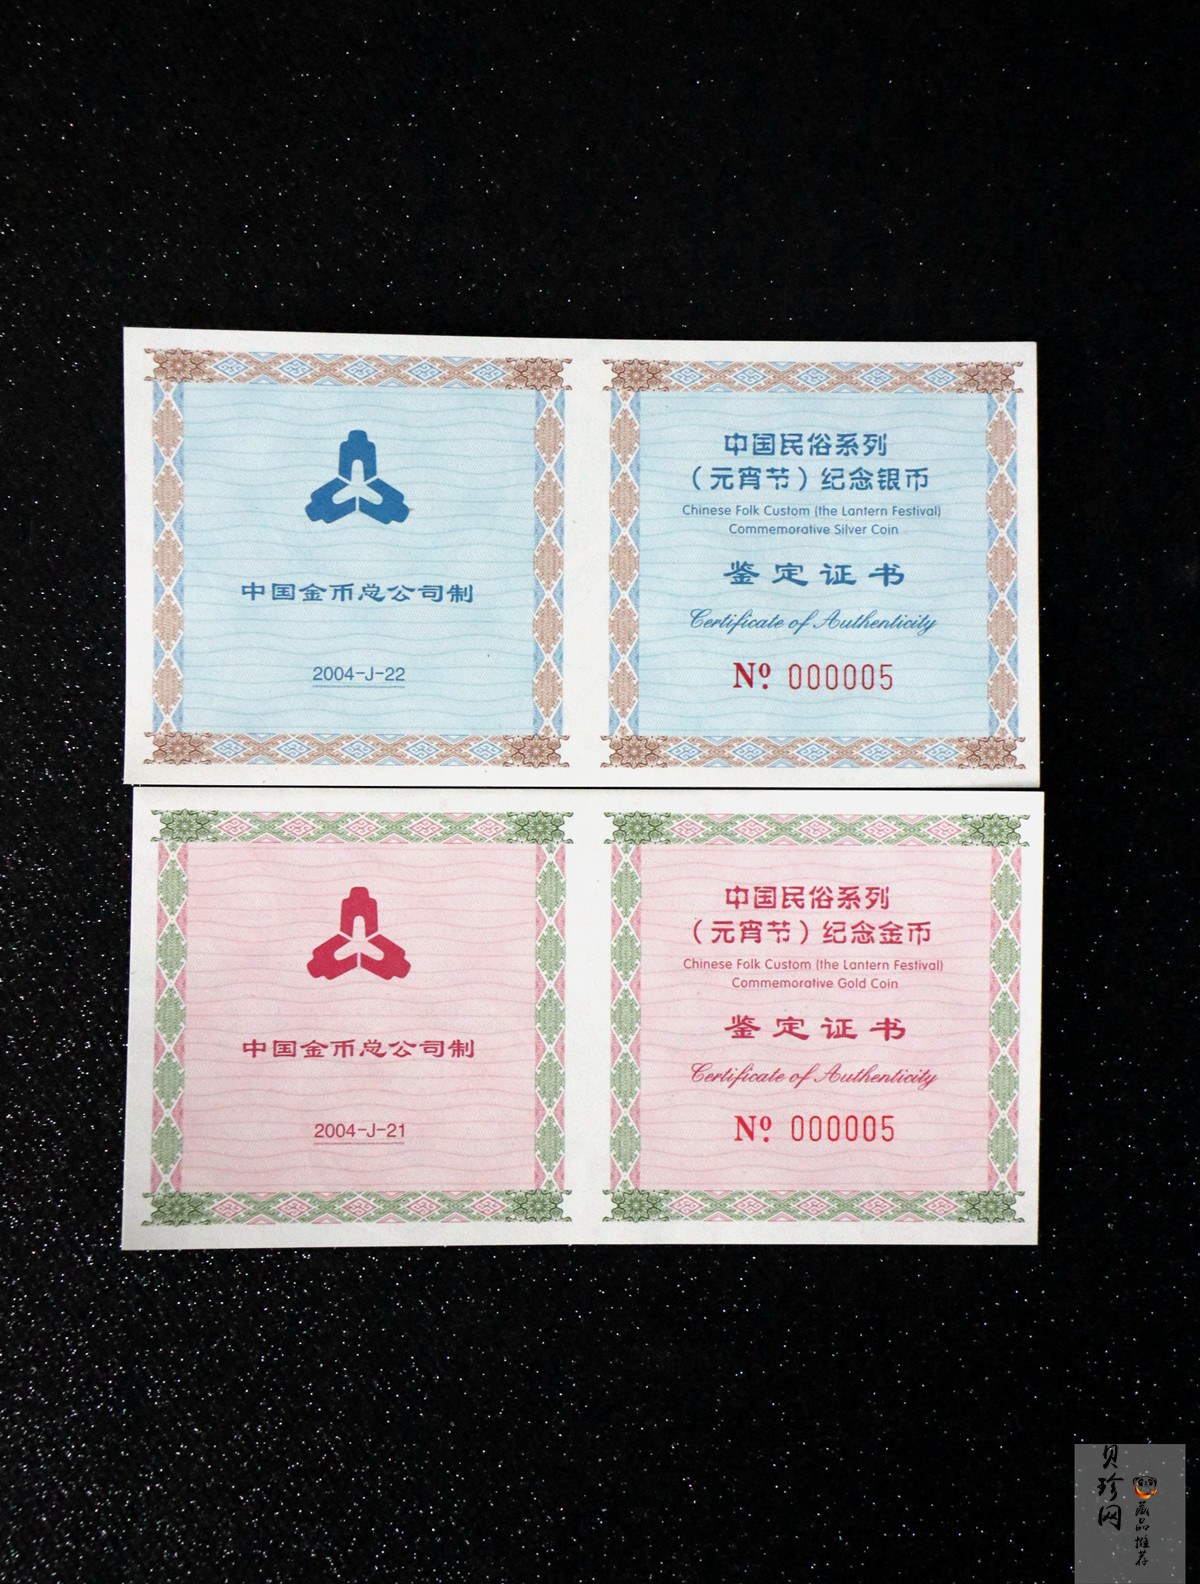 中国金币总公司制
2004-J-22
中国民俗系列
（元宵节）纪念银币
Chinese Folk Custom (the Lantern Festival)
Commemorative Silver Coin
鉴定证书
Certificate of Authenticity
Nº 000005
中国金币总公司制
2004-J-21
中国民俗系列
（元宵节）纪念金币
Chinese Folk Custom (the Lantern Festival)
Commemorative Gold Coin
鉴定证书
Certificate of Authenticity
Nº 000005
贝珍网
藏品推荐